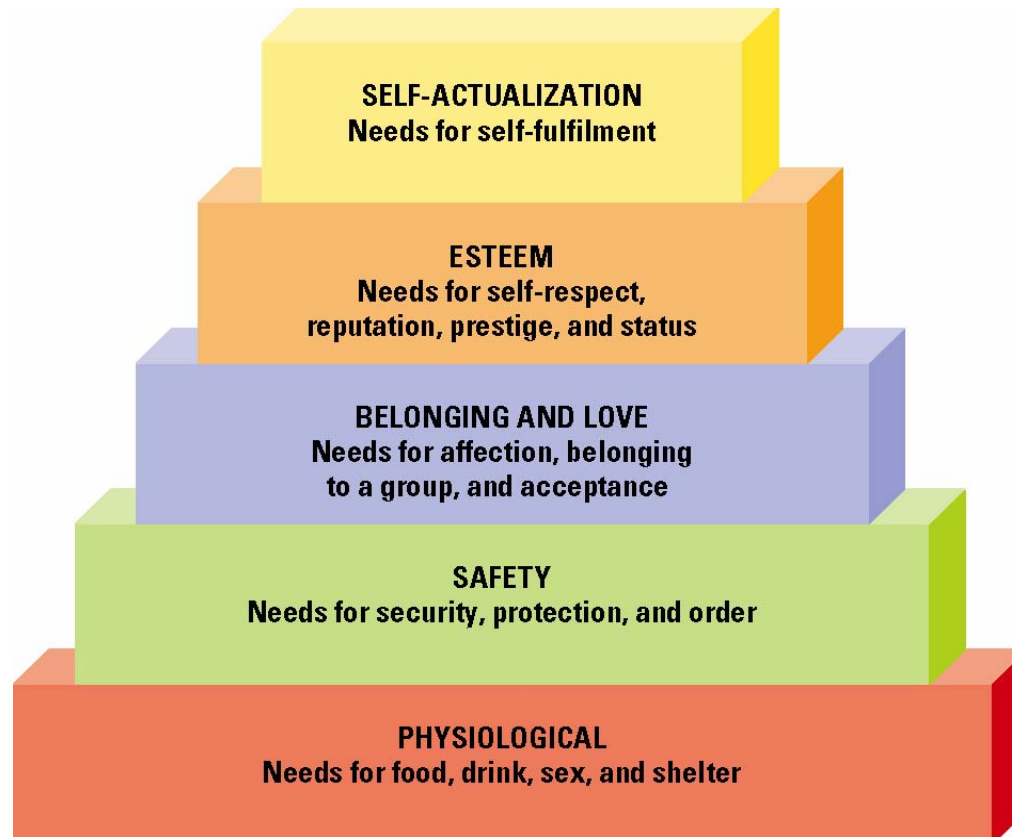 SELF-ACTUALIZATION
Needs for self-fulfilment
ESTEEM
Needs for self-respect,
reputation, prestige, and status
BELONGING AND LOVE
Needs for affection, belonging
to a group, and acceptance
SAFETY
Needs for security, protection, and order
PHYSIOLOGICAL
Needs for food, drink, sex, and shelter